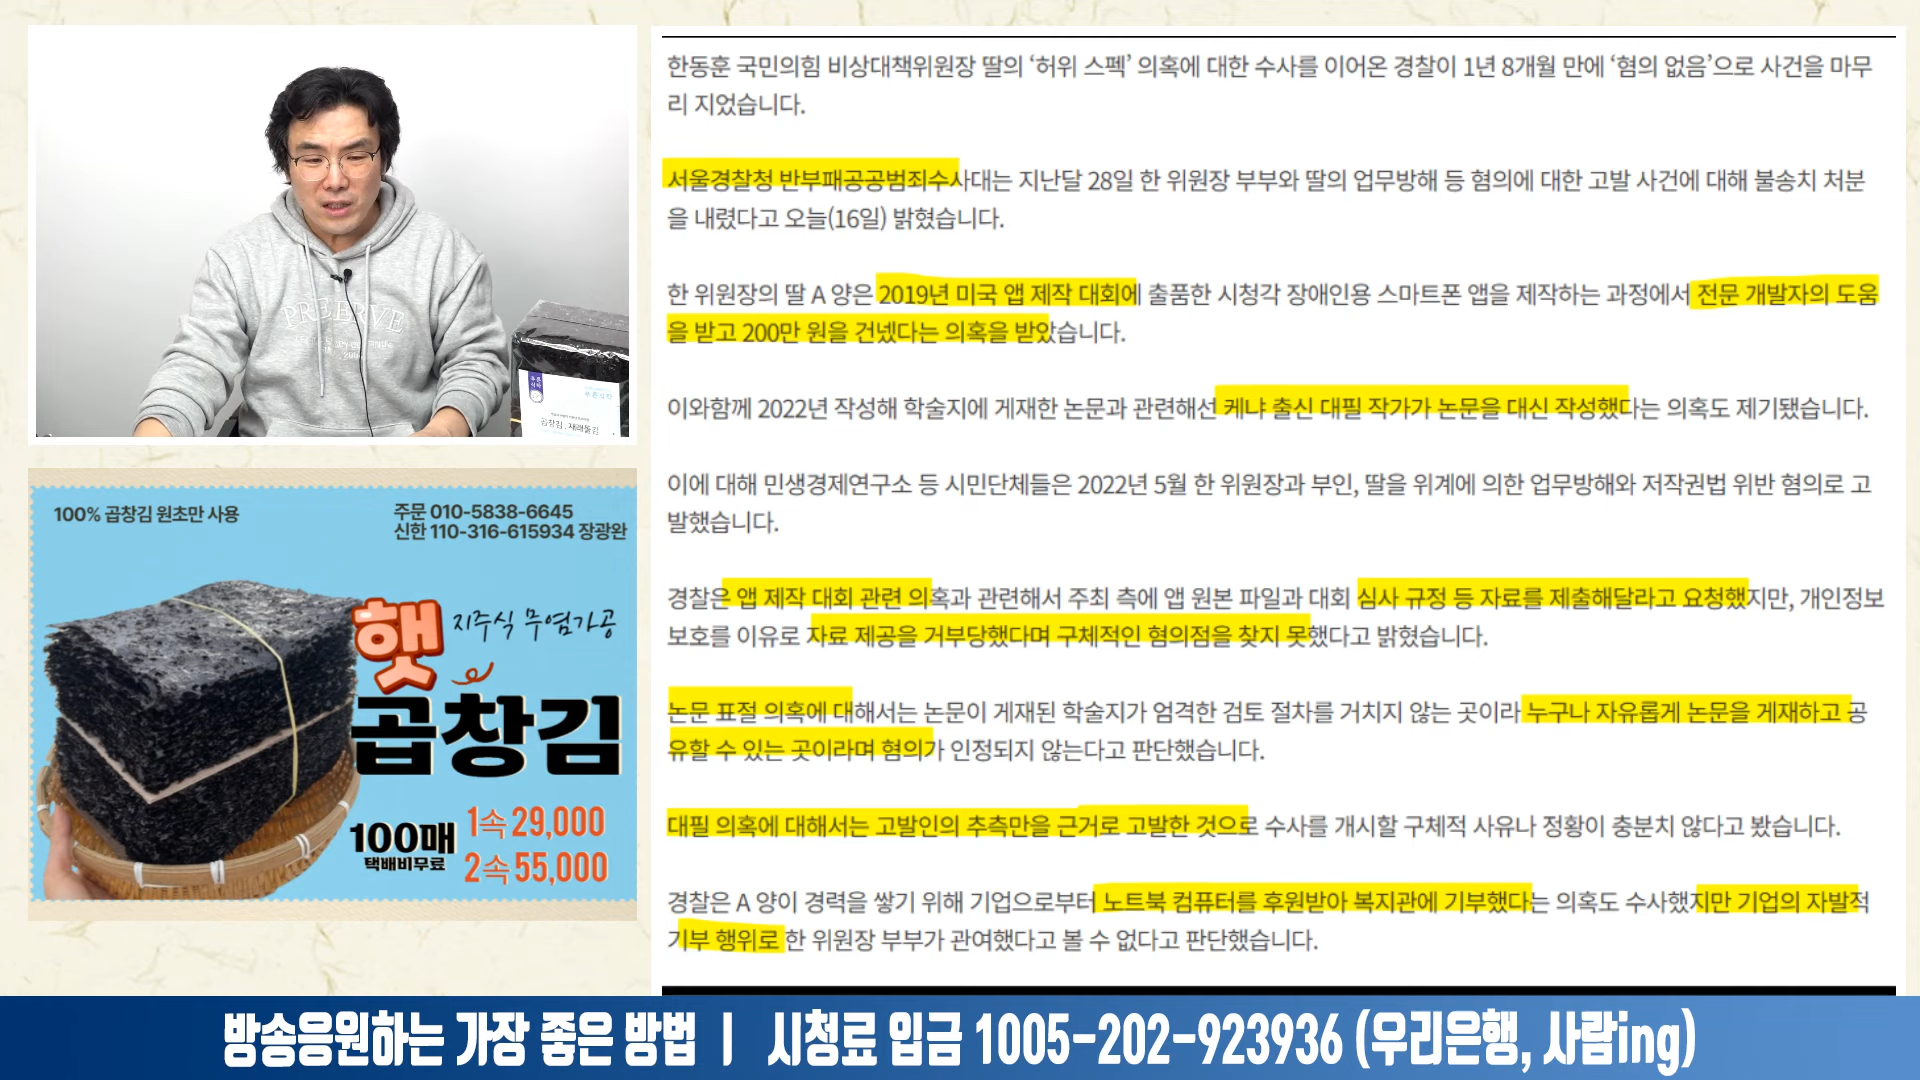 한동훈 국민의힘 비상대책위원장 딸의 ‘허위 스펙’ 의혹에 대한 수사를 이어온 경찰이 1년 8개월 만에 ‘혐의 없음’으로 사건을 마무
리 지었습니다.
서울경찰청 반부패공공범죄수사대는 지난달 28일 한 위원장 부부와 딸의 업무방해 등 혐의에 대한 고발 사건에 대해 불송치 처분
을 내렸다고 오늘(16일) 밝혔습니다.
한 위원장의 딸 A 양은 2019년 미국 앱 제작 대회에 출품한 시청각 장애인용 스마트폰 앱을 제작하는 과정에서 전문 개발자의 도움
을 받고 200만 원을 건넸다는 의혹을 받았습니다.
이와함께 2022년 작성해 학술지에 게재한 논문과 관련해선 케냐 출신 대필 작가가 논문을 대신 작성했다는 의혹도 제기됐습니다.
이에 대해 민생경제연구소 등 시민단체들은 2022년 5월 한 위원장과 부인, 딸을 위계에 의한 업무방해와 저작권법 위반 혐의로 고
발했습니다.
경찰은 앱 제작 대회 관련 의혹과 관련해서 주최 측에 앱 원본 파일과 대회 심사 규정 등 자료를 제출해달라고 요청했지만, 개인정보
보호를 이유로 자료 제공을 거부당했다며 구체적인 혐의점을 찾지 못했다고 밝혔습니다.
논문 표절 의혹에 대해서는 논문이 게재된 학술지가 엄격한 검토 절차를 거치지 않는 곳이라 누구나 자유롭게 논문을 게재하고 공
유할 수 있는 곳이라며 혐의가 인정되지 않는다고 판단했습니다.
대필 의혹에 대해서는 고발인의 추측만을 근거로 고발한 것으로 수사를 개시할 구체적 사유나 정황이 충분치 않다고 봤습니다.
경찰은 A 양이 경력을 쌓기 위해 기업으로부터 노트북 컴퓨터를 후원받아 복지관에 기부했다는 의혹도 수사했지만 기업의 자발적
기부 행위로 한 위원장 부부가 관여했다고 볼 수 없다고 판단했습니다.
PREERVE
푸른식탁
곱창김 . 재래돌김
100% 곱창김 원초만 사용
주문 010-5838-6645
신한 110-316-615934 장광완
햇 지주식 무염가공
곱창김
100매
택배비무료
1속 29,000
2속 55,000
방송응원하는 가장 좋은 방법 ㅣ 시청료 입금 1005-202-923936 (우리은행, 사람ing)